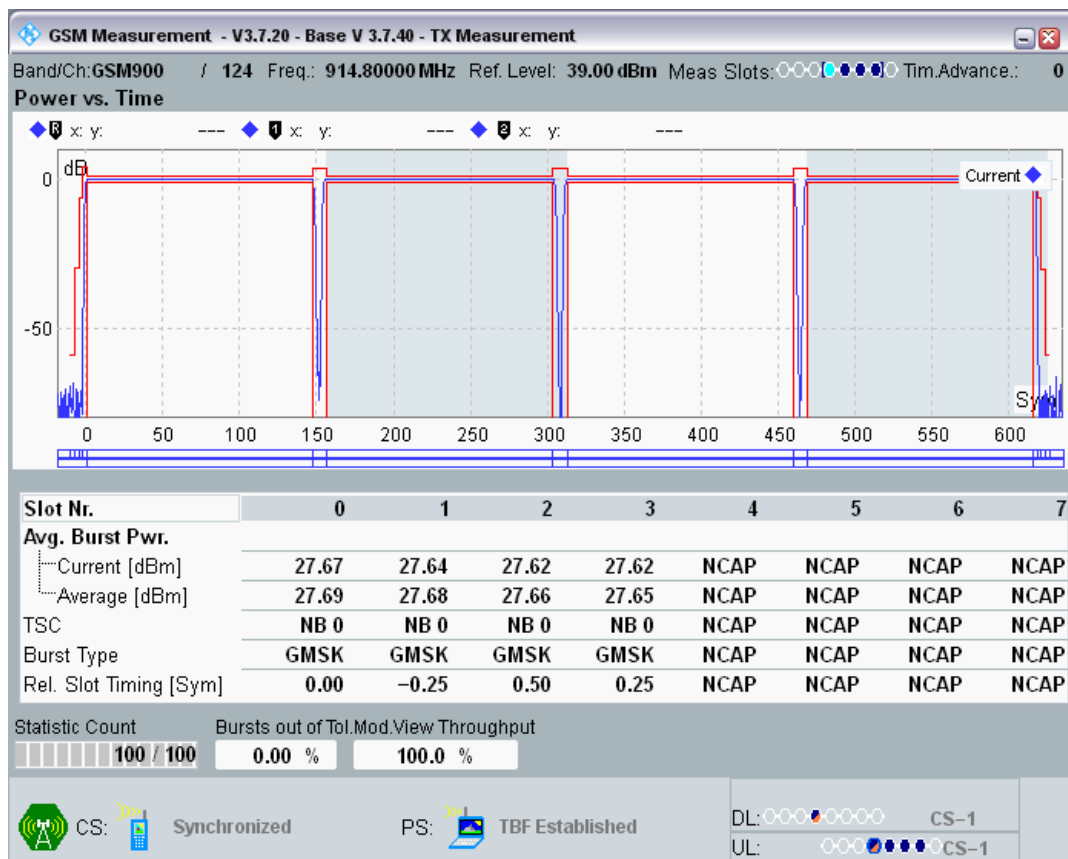 GSM Measurement - V3.7.20 - Base V 3.7.40 - TX Measurement
Band/Ch:GSM900 / 124 Freq.: 914.80000 MHz Ref. Level: 39.00 dBm Meas Slots: Tim.Advance.: 0
Power vs. Time
R x: y: --- 1 x: y: --- 2 x: y: ---
dB
Current
0
-50
Sym
0 50 100 150 200 250 300 350 400 450 500 550 600
Slot Nr. 0 1 2 3 4 5 6 7
Avg. Burst Pwr.
Current [dBm] 27.67 27.64 27.62 27.62 NCAP NCAP NCAP NCAP
Average [dBm] 27.69 27.68 27.66 27.65 NCAP NCAP NCAP NCAP
TSC NB 0 NB 0 NB 0 NB 0 NCAP NCAP NCAP NCAP
Burst Type GMSK GMSK GMSK GMSK NCAP NCAP NCAP NCAP
Rel. Slot Timing [Sym] 0.00 −0.25 0.50 0.25 NCAP NCAP NCAP NCAP
Statistic Count Bursts out of Tol.Mod.View Throughput
100 / 100 0.00 % 100.0 %
CS: Synchronized PS: TBF Established DL: CS−1
UL: CS−1